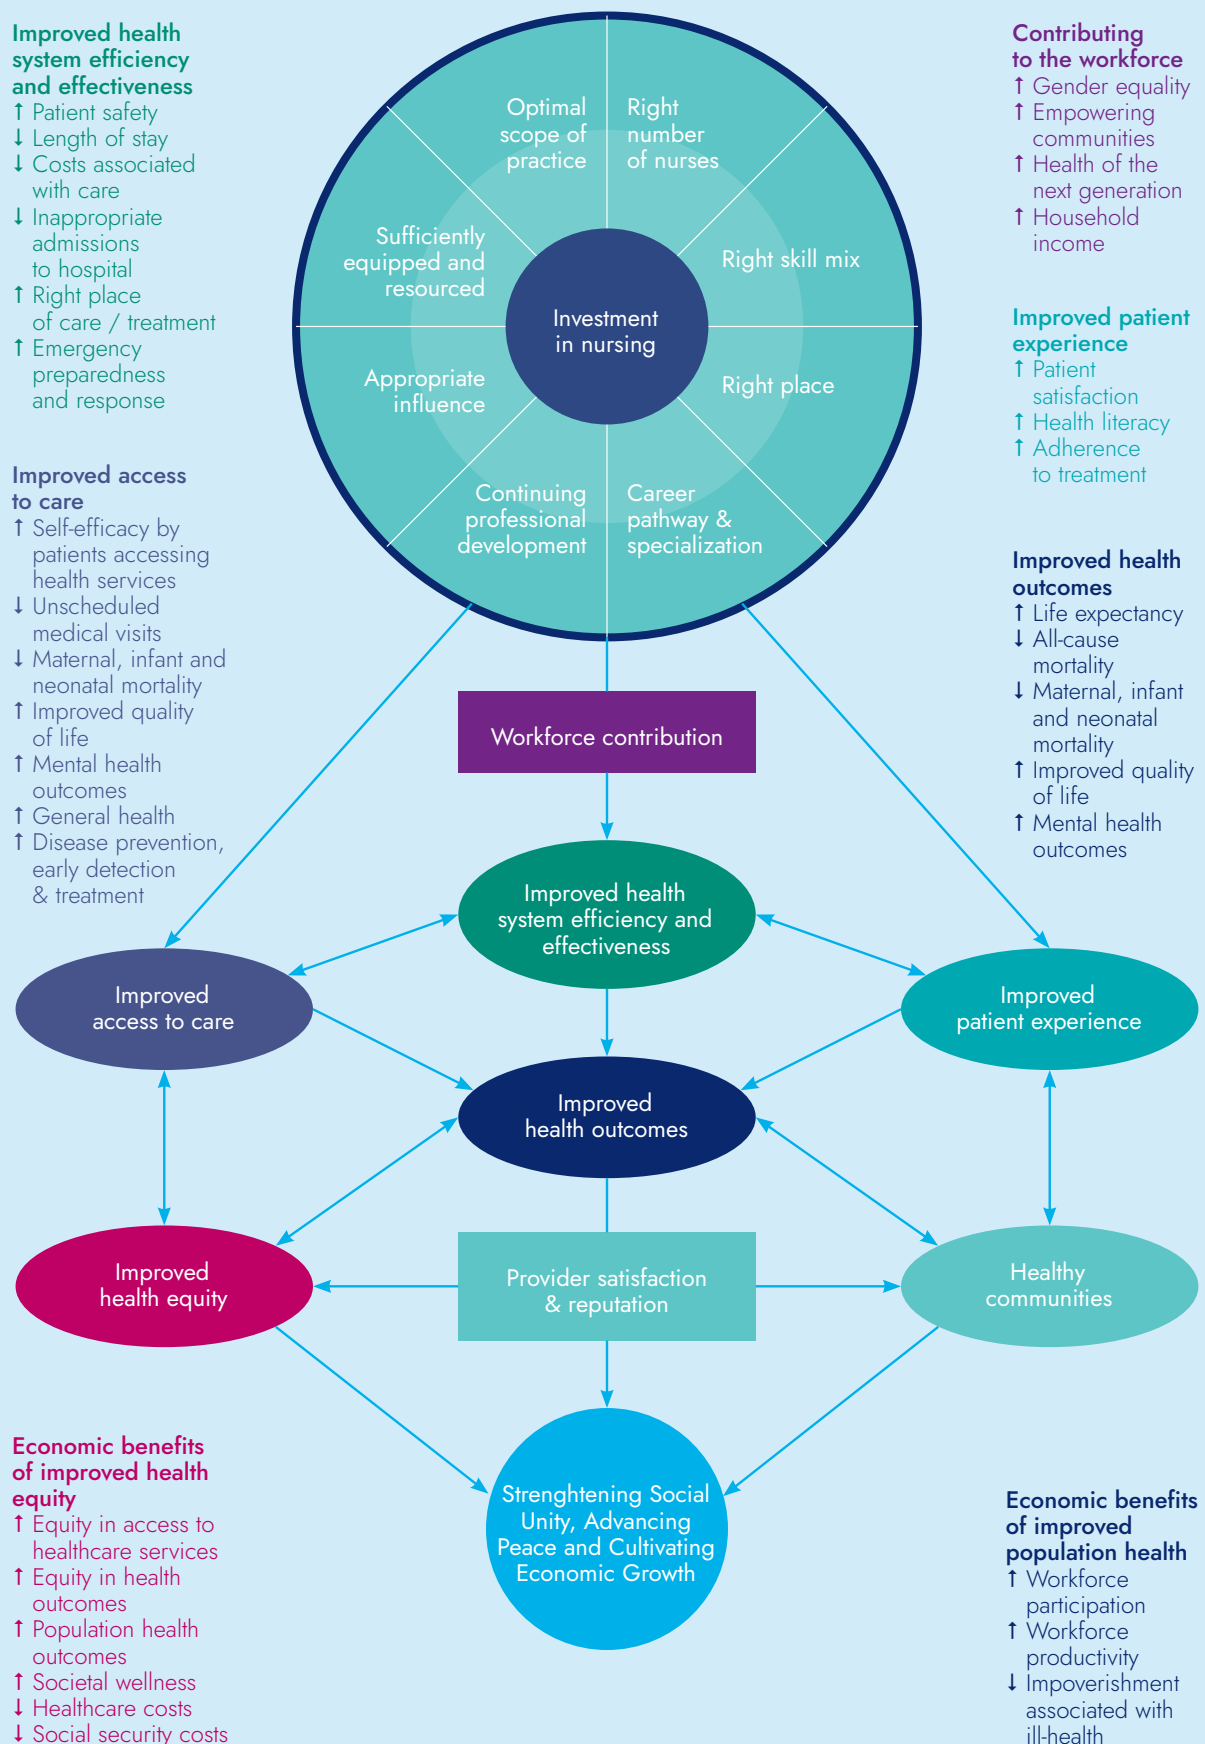 Improved health
system efficiency
and effectiveness
↑ Patient safety
↓ Length of stay
↓ Costs associated
with care
↓ Inappropriate
admissions
to hospital
↑ Right place
of care / treatment
↑ Emergency
preparedness
and response
Improved access
to care
↑ Self-efficacy by
patients accessing
health services
↓ Unscheduled
medical visits
↓ Maternal, infant and
neonatal mortality
↑ Improved quality
of life
↑ Mental health
outcomes
↑ General health
↑ Disease prevention,
early detection
& treatment
Optimal
scope of
practice
Right
number
of nurses
Sufficiently
equipped and
resourced
Right skill mix
Investment
in nursing
Appropriate
influence
Right place
Continuing
professional
development
Career
pathway &
specialization
Contributing
to the workforce
↑ Gender equality
↑ Empowering
communities
↑ Health of the
next generation
↑ Household
income
Improved patient
experience
↑ Patient
satisfaction
↑ Health literacy
↑ Adherence
to treatment
Improved health
outcomes
↑ Life expectancy
↓ All-cause
mortality
↓ Maternal, infant
and neonatal
mortality
↑ Improved quality
of life
↑ Mental health
outcomes
Workforce contribution
Improved health
system efficiency and
effectiveness
Improved
access to care
Improved
patient experience
Improved
health outcomes
Improved
health equity
Provider satisfaction
& reputation
Healthy
communities
Strenghtening Social
Unity, Advancing
Peace and Cultivating
Economic Growth
Economic benefits
of improved health
equity
↑ Equity in access to
healthcare services
↑ Equity in health
outcomes
↑ Population health
outcomes
↑ Societal wellness
↓ Healthcare costs
↓ Social security costs
Economic benefits
of improved
population health
↑ Workforce
participation
↑ Workforce
productivity
↓ Impoverishment
associated with
ill-health